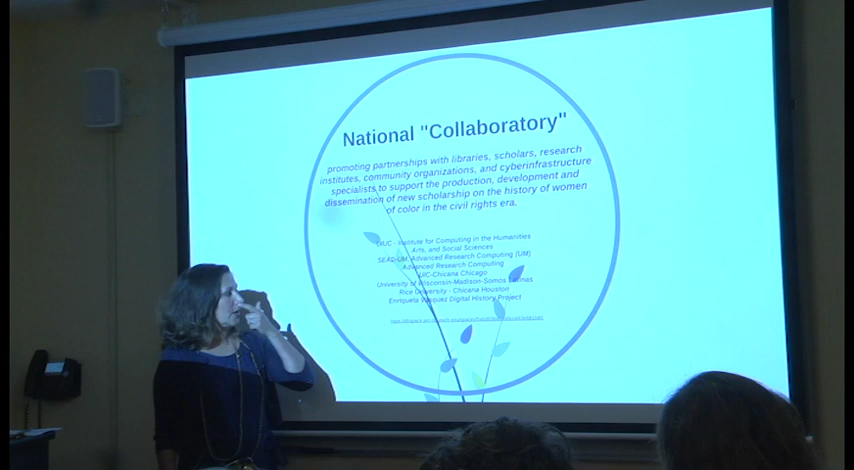 National "Collaboratory"
promoting partnerships with libraries, scholars, research
institutes, community organizations, and cyberinfrastructure
specialists to support the production, development and
dissemination of new scholarship on the history of women
of color in the civil rights era.
UIUC - Institute for Computing in the Humanities
Arts, and Social Sciences
SEAD-UM, Advanced Research Computing (UM)
Advanced Research Computing
UIC-Chicana Chicago
University of Wisconsin-Madison-Somos Latinas
Rice University - Chicana Houston
Enriqueta Vasquez Digital History Project